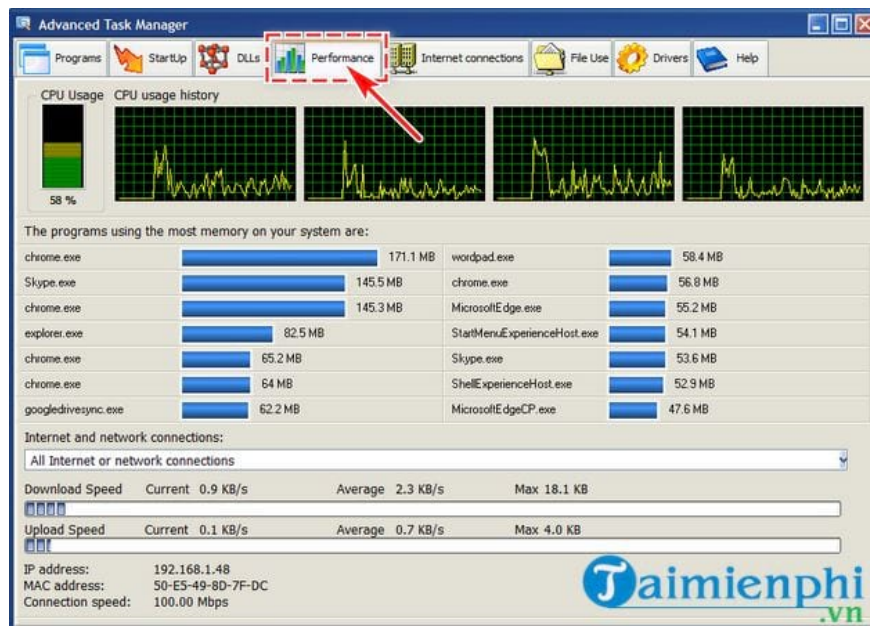 Advanced Task Manager
Programs StartUp DLLs Performance Internet connections File Use Drivers Help
CPU Usage CPU usage history
58 %
The programs using the most memory on your system are:
chrome.exe 171.1 MB wordpad.exe 58.4 MB
Skype.exe 145.5 MB chrome.exe 56.8 MB
chrome.exe 145.3 MB MicrosoftEdge.exe 55.2 MB
explorer.exe 82.5 MB StartMenuExperienceHost.exe 54.1 MB
chrome.exe 65.2 MB Skype.exe 53.6 MB
chrome.exe 64 MB ShellExperienceHost.exe 52.9 MB
googledrivesync.exe 62.2 MB MicrosoftEdgeCP.exe 47.6 MB
Internet and network connections:
All Internet or network connections
Download Speed Current 0.9 KB/s Average 2.3 KB/s Max 18.1 KB
Upload Speed Current 0.1 KB/s Average 0.7 KB/s Max 4.0 KB
IP address: 192.168.1.48
MAC address: 50-E5-49-8D-7F-DC
Connection speed: 100.00 Mbps
Taimienphi
.vn